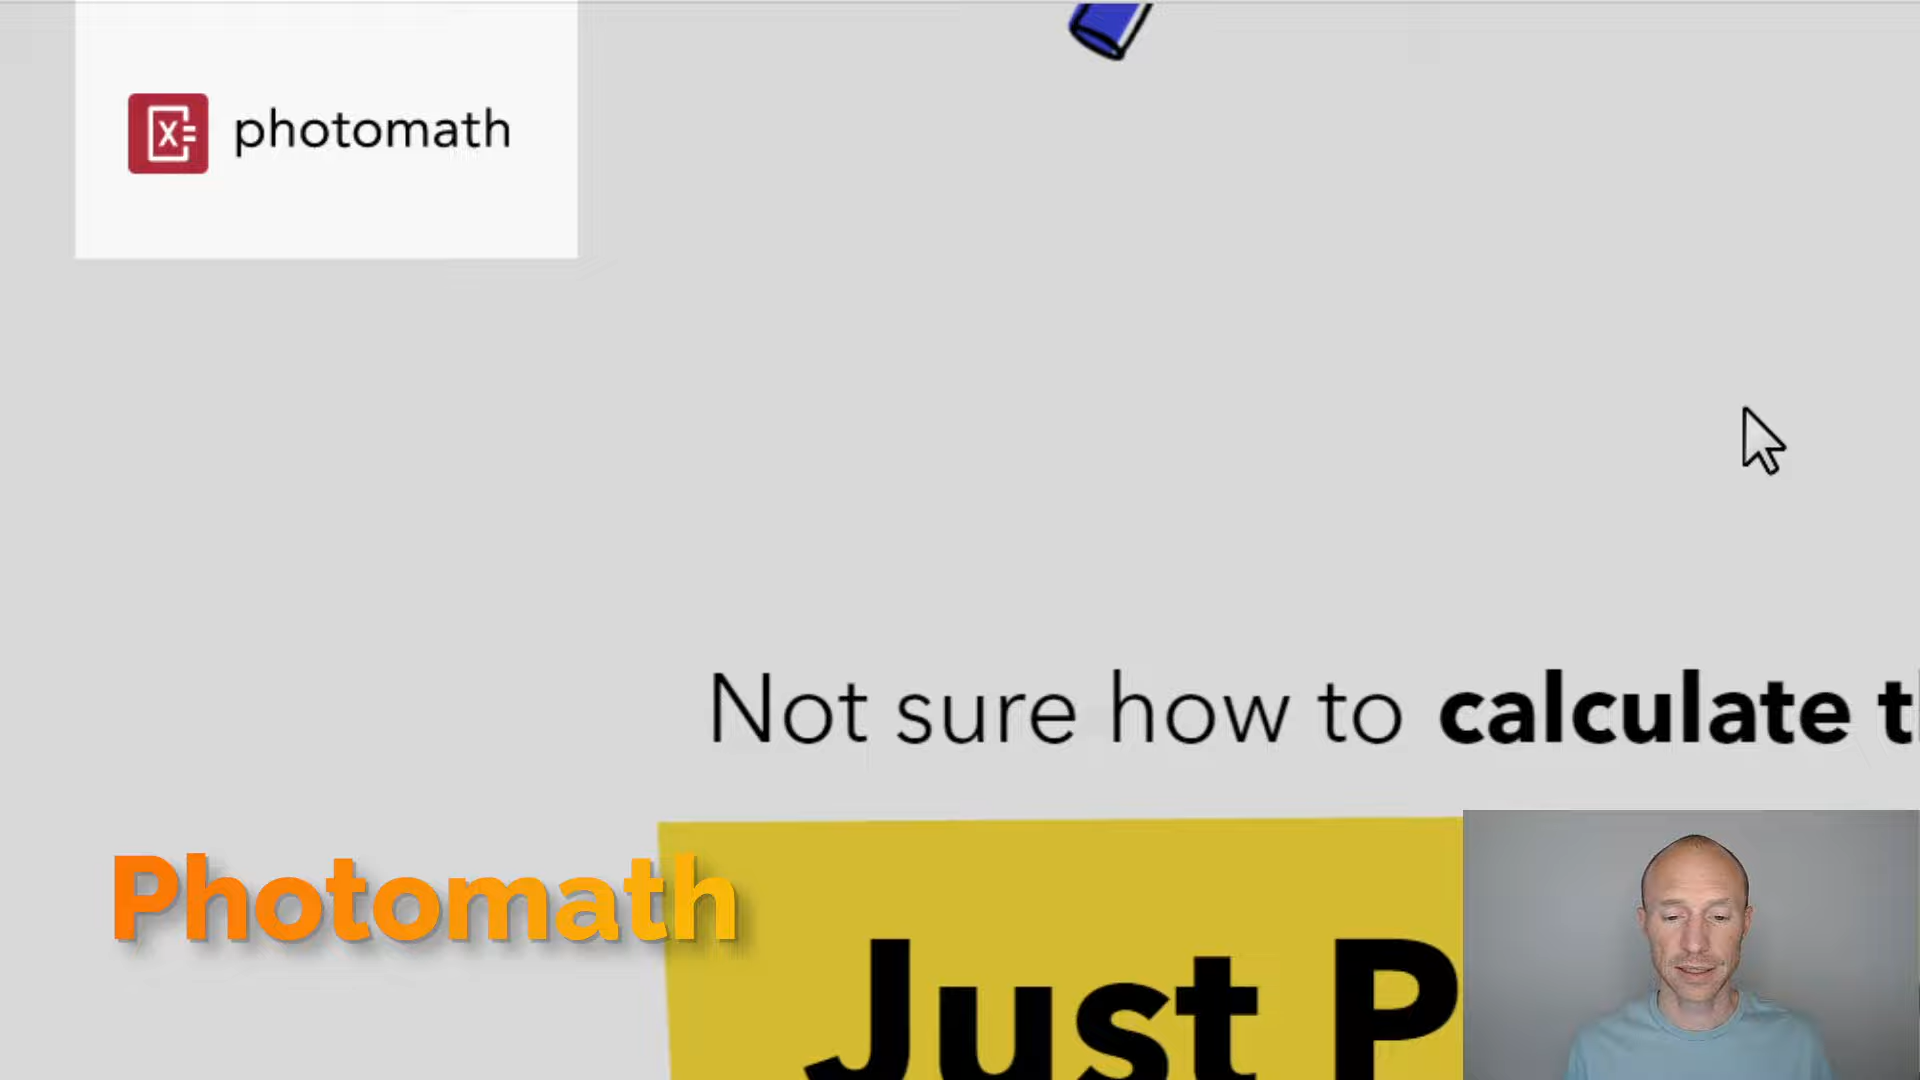 photomath
Not sure how to calculate
Photomath
Just P